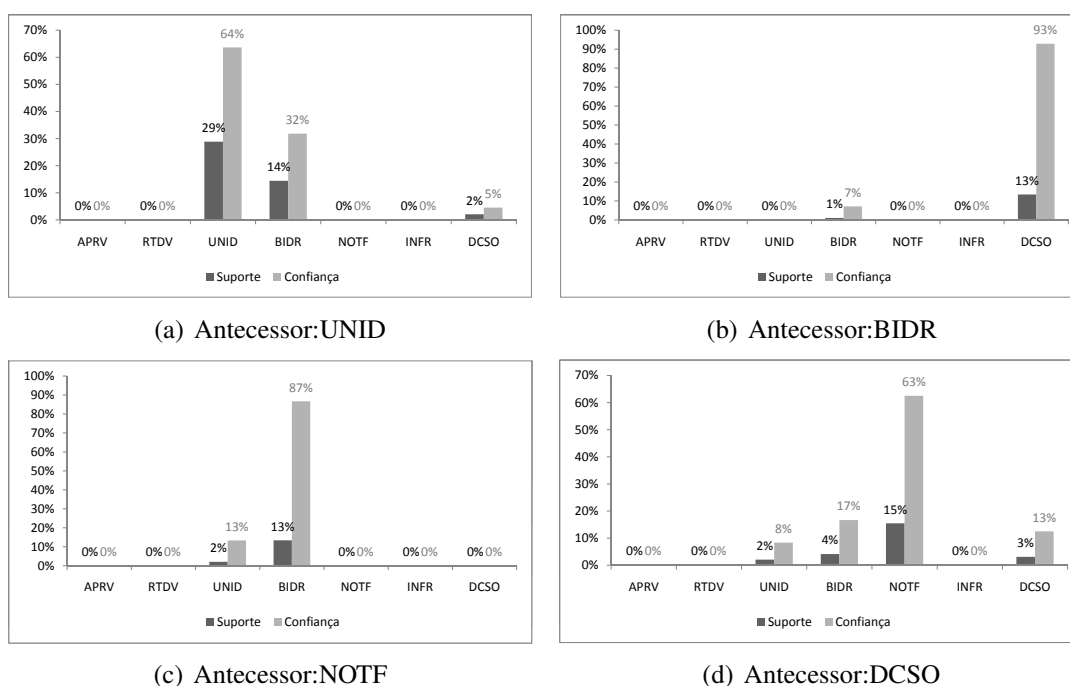 70%
60%
50%
40%
30%
20%
10%
0%
0% 0% 0% 0% 29% 64% 14% 32% 0% 0% 0% 0% 2% 5%
APRV RTDV UNID BIDR NOTF INFR DCSO
Suporte Confiança
(a) Antecessor:UNID
100%
90%
80%
70%
60%
50%
40%
30%
20%
10%
0%
0% 0% 0% 0% 0% 0% 1% 7% 0% 0% 0% 0% 13% 93%
APRV RTDV UNID BIDR NOTF INFR DCSO
Suporte Confiança
(b) Antecessor:BIDR
100%
90%
80%
70%
60%
50%
40%
30%
20%
10%
0%
0% 0% 0% 0% 2% 13% 13% 87% 0% 0% 0% 0% 0% 0%
APRV RTDV UNID BIDR NOTF INFR DCSO
Suporte Confiança
(c) Antecessor:NOTF
70%
60%
50%
40%
30%
20%
10%
0%
0% 0% 0% 0% 2% 8% 4% 17% 15% 63% 0% 0% 3% 13%
APRV RTDV UNID BIDR NOTF INFR DCSO
Suporte Confiança
(d) Antecessor:DCSO